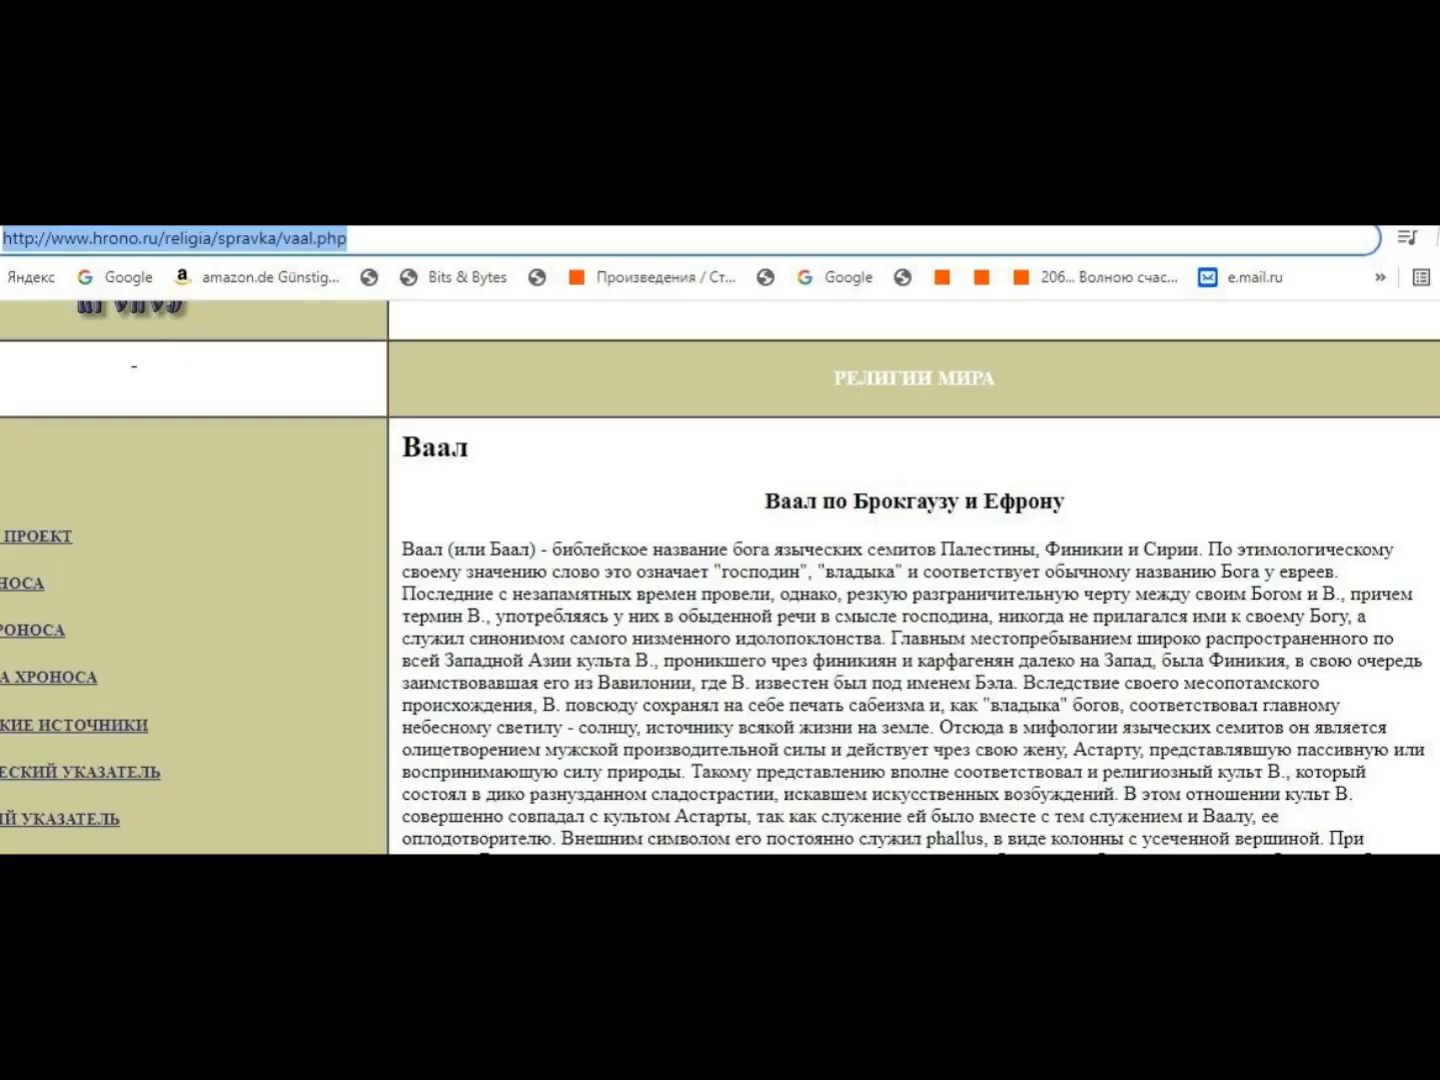 http://www.hrono.ru/religia/spravka/vaal.php
Яндекс Google amazon.de Günstig... Bits & Bytes Произведения / Ст... Google 206... Волною счас... e.mail.ru »
-
РЕЛИГИИ МИРА
Ваал
Ваал по Брокгаузу и Ефрону
ПРОЕКТ
НОСА
РОНОСА
А ХРОНОСА
КИЕ ИСТОЧНИКИ
ЕСКИЙ УКАЗАТЕЛЬ
ИЙ УКАЗАТЕЛЬ
Ваал (или Баал) - библейское название бога языческих семитов Палестины, Финикии и Сирии. По этимологическому
своему значению слово это означает "господин", "владыка" и соответствует обычному названию Бога у евреев.
Последние с незапамятных времен провели, однако, резкую разграничительную черту между своим Богом и В., причем
термин В., употребляясь у них в обыденной речи в смысле господина, никогда не прилагался ими к своему Богу, а
служил синонимом самого низменного идолопоклонства. Главным местопребыванием широко распространенного по
всей Западной Азии культа В., проникшего чрез финикиян и карфагенян далеко на Запад, была Финикия, в свою очередь
заимствовавшая его из Вавилонии, где В. известен был под именем Бэла. Вследствие своего месопотамского
происхождения, В. повсюду сохранял на себе печать сабеизма и, как "владыка" богов, соответствовал главному
небесному светилу - солнцу, источнику всякой жизни на земле. Отсюда в мифологии языческих семитов он является
олицетворением мужской производительной силы и действует чрез свою жену, Астарту, представлявшую пассивную или
воспринимающую силу природы. Такому представлению вполне соответствовал и религиозный культ В., который
состоял в дико разнузданном сладострастии, искавшем искусственных возбуждений. В этом отношении культ В.
совершенно совпадал с культом Астарты, так как служение ей было вместе с тем служением и Ваалу, ее
оплодотворителю. Внешним символом его постоянно служил phallus, в виде колонны с усеченной вершиной. При